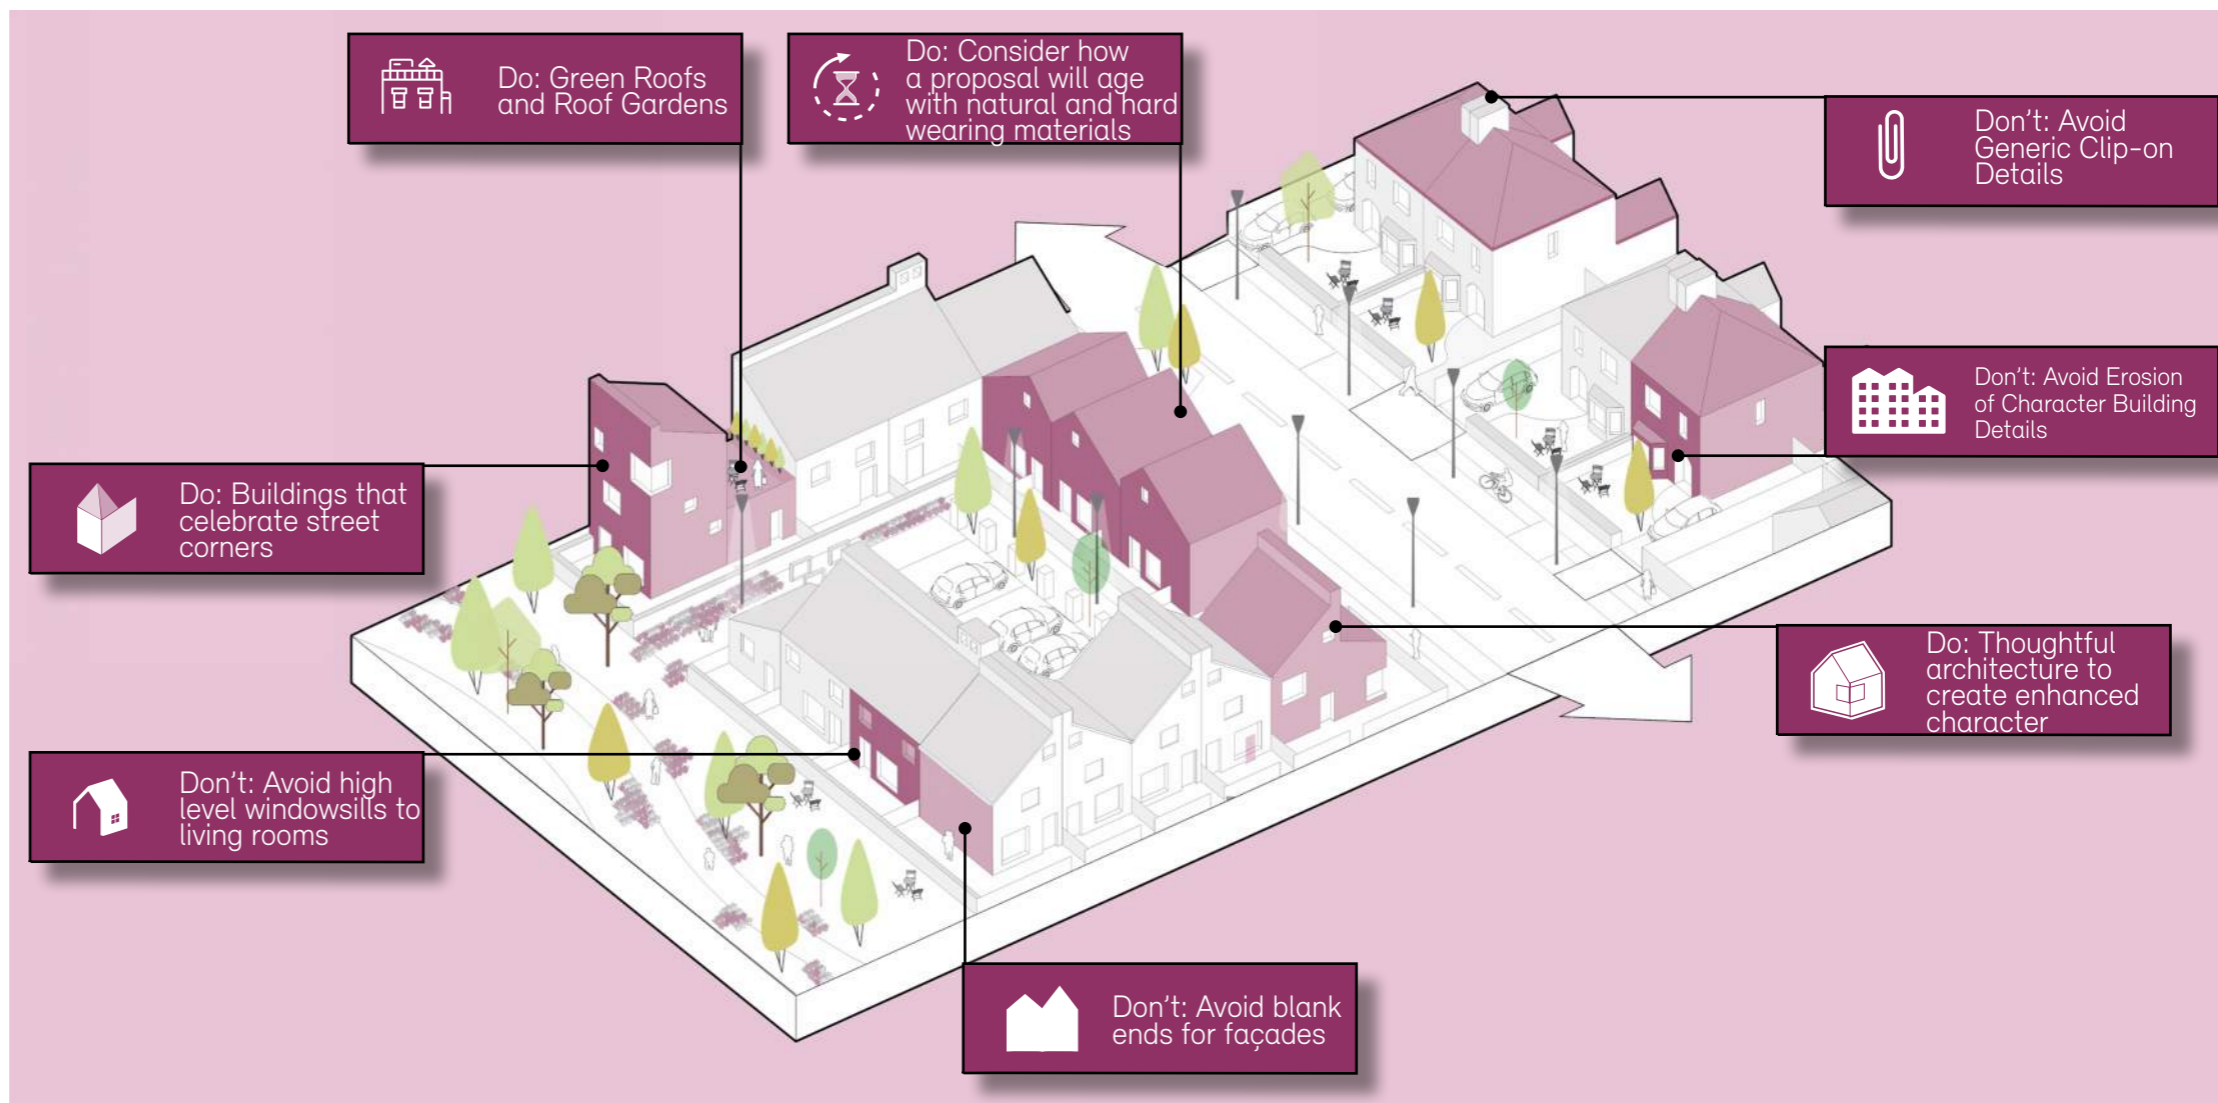 Do: Green Roofs
and Roof Gardens
Do: Consider how
a proposal will age
with natural and hard
wearing materials
Don't: Avoid
Generic Clip-on
Details
Don't: Avoid Erosion
of Character Building
Details
Do: Buildings that
celebrate street
corners
Do: Thoughtful
architecture to
create enhanced
character
Don't: Avoid high
level windowsills to
living rooms
Don't: Avoid blank
ends for façades